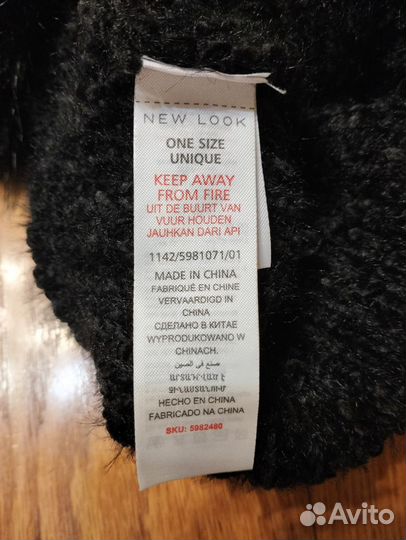 NEW LOOK
ONE SIZE
UNIQUE
KEEP AWAY
FROM FIRE
UIT DE BUURT VAN
VUUR HOUDEN
JAUHKAN DARI API
1142/5981071/01
MADE IN CHINA
FABRIQUÉ EN CHINE
VERVAARDIGD IN
CHINA
СДЕЛАНО В КИТАЕ
WYPRODUKOWANO W
CHINACH.
صنع في الصين
ԱՐՏԱԴՐՎԱԾ Է
ՉԻՆԱՍՏԱՆՈՒՄ
HECHO EN CHINA
FABRICADO NA CHINA
SKU: 5982480
Avito